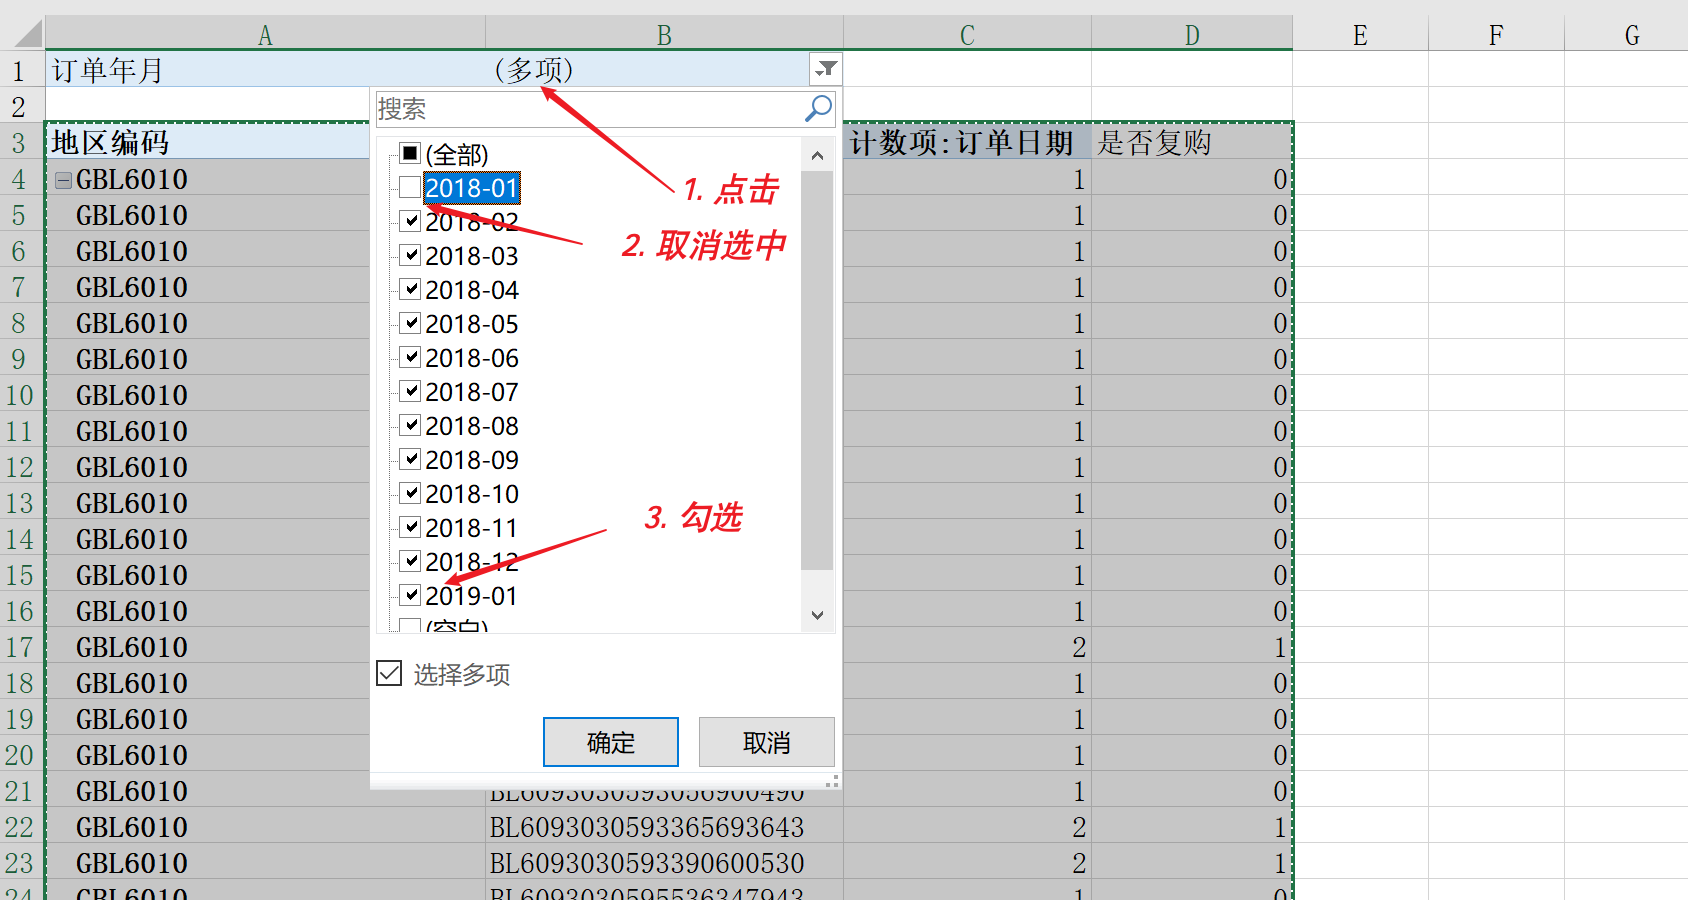 A B C D E F G
1 订单年月 (多项)
2 搜索
3 地区编码 计数项:订单日期 是否复购
(全部)
4 GBL6010 1 0
2018-01 1. 点击
5 GBL6010 1 0
2018-02
6 GBL6010 1 0
2018-03 2. 取消选中
7 GBL6010 1 0
2018-04
8 GBL6010 1 0
2018-05
9 GBL6010 1 0
2018-06
10 GBL6010 1 0
2018-07
11 GBL6010 1 0
2018-08
12 GBL6010 1 0
2018-09
13 GBL6010 1 0
2018-10 3. 勾选
14 GBL6010 1 0
2018-11
15 GBL6010 1 0
2018-12
16 GBL6010 1 0
2019-01
(空白)
17 GBL6010 2 1
选择多项
18 GBL6010 1 0
19 GBL6010 1 0
确定 取消
20 GBL6010 1 0
21 GBL6010 BL6093030593056900490 1 0
22 GBL6010 BL6093030593365693643 2 1
23 GBL6010 BL6093030593390600530 2 1
24 GBL6010 BL6093030595536347943 1 0